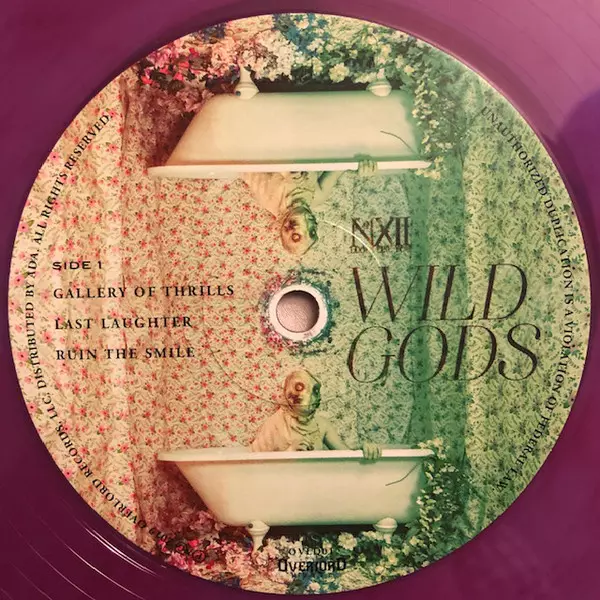 SIDE 1
GALLERY OF THRILLS
LAST LAUGHTER
RUIN THE SMILE
WILD
GODS
OVERLORD
OVERLORD RECORDS, LLC; DISTRIBUTED BY ADA. ALL RIGHTS RESERVED.
UNAUTHORIZED DUPLICATION IS A VIOLATION OF FEDERAL LAW